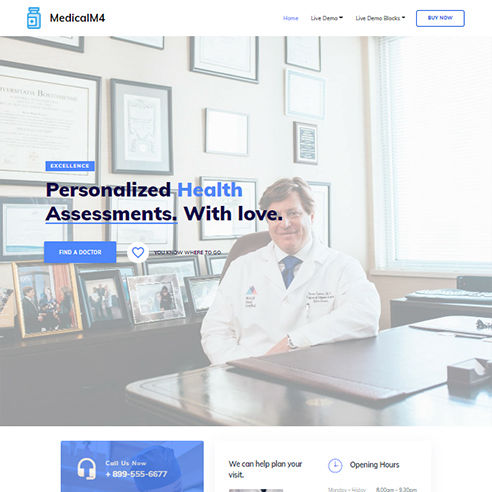 MedicalM4
Home
Live Demo
Live Demo Blocks
BUY NOW
EXCELLENCE
Personalized Health
Assessments. With love.
FIND A DOCTOR
YOU KNOW WHERE TO GO
Call Us Now
+ 899-555-6677
We can help plan your
visit.
Opening Hours
Monday – Friday 8.00am - 9.30pm